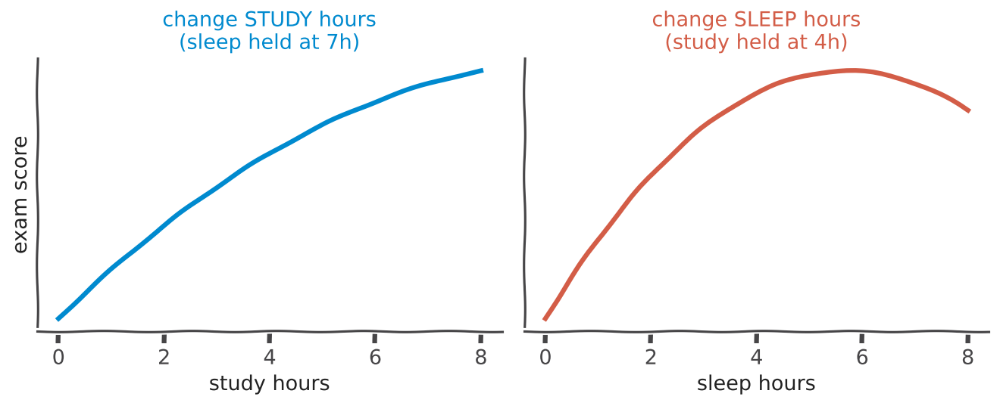 change STUDY hours
(sleep held at 7h)
exam score
0 2 4 6 8
study hours
change SLEEP hours
(study held at 4h)
0 2 4 6 8
sleep hours